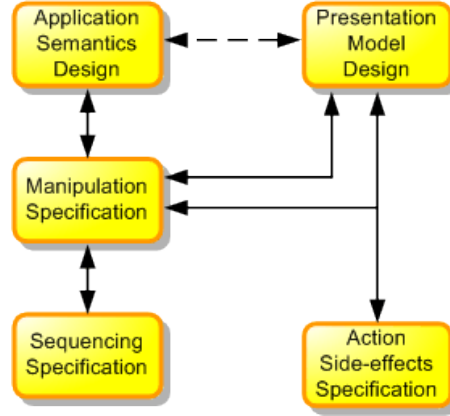 Application
Semantics
Design
Presentation
Model
Design
Manipulation
Specification
Sequencing
Specification
Action
Side-effects
Specification